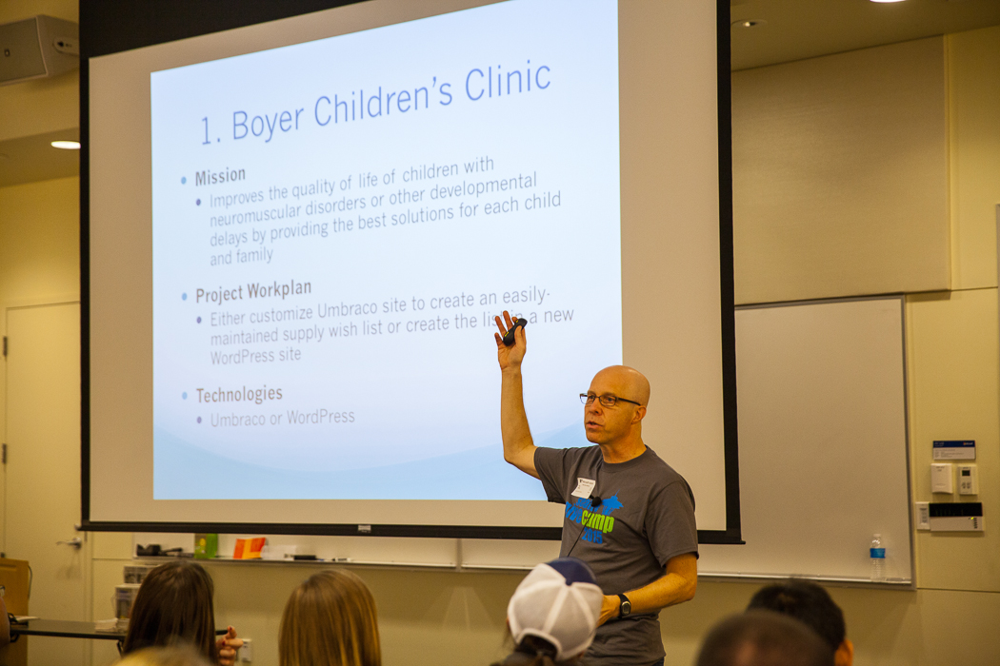 1. Boyer Children's Clinic
Mission
Improves the quality of life of children with
neuromuscular disorders or other developmental
delays by providing the best solutions for each child
and family
Project Workplan
Either customize Umbraco site to create an easily-
maintained supply wish list or create the list in a new
WordPress site
Technologies
Umbraco or WordPress
camp